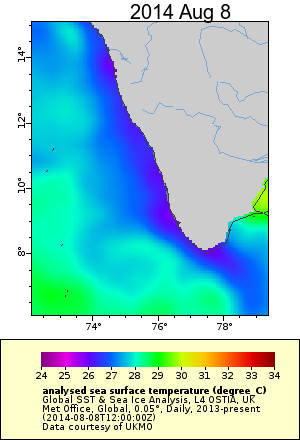 2014 Aug 8
14°
12°
10°
8°
74°
76°
78°
24 25 26 27 28 29 30 31 32 33 34
analysed sea surface temperature (degree_C)
Global SST & Sea Ice Analysis, L4 OSTIA, UK
Met Office, Global, 0.05°, Daily, 2013-present
(2014-08-08T12:00:00Z)
Data courtesy of UKMO